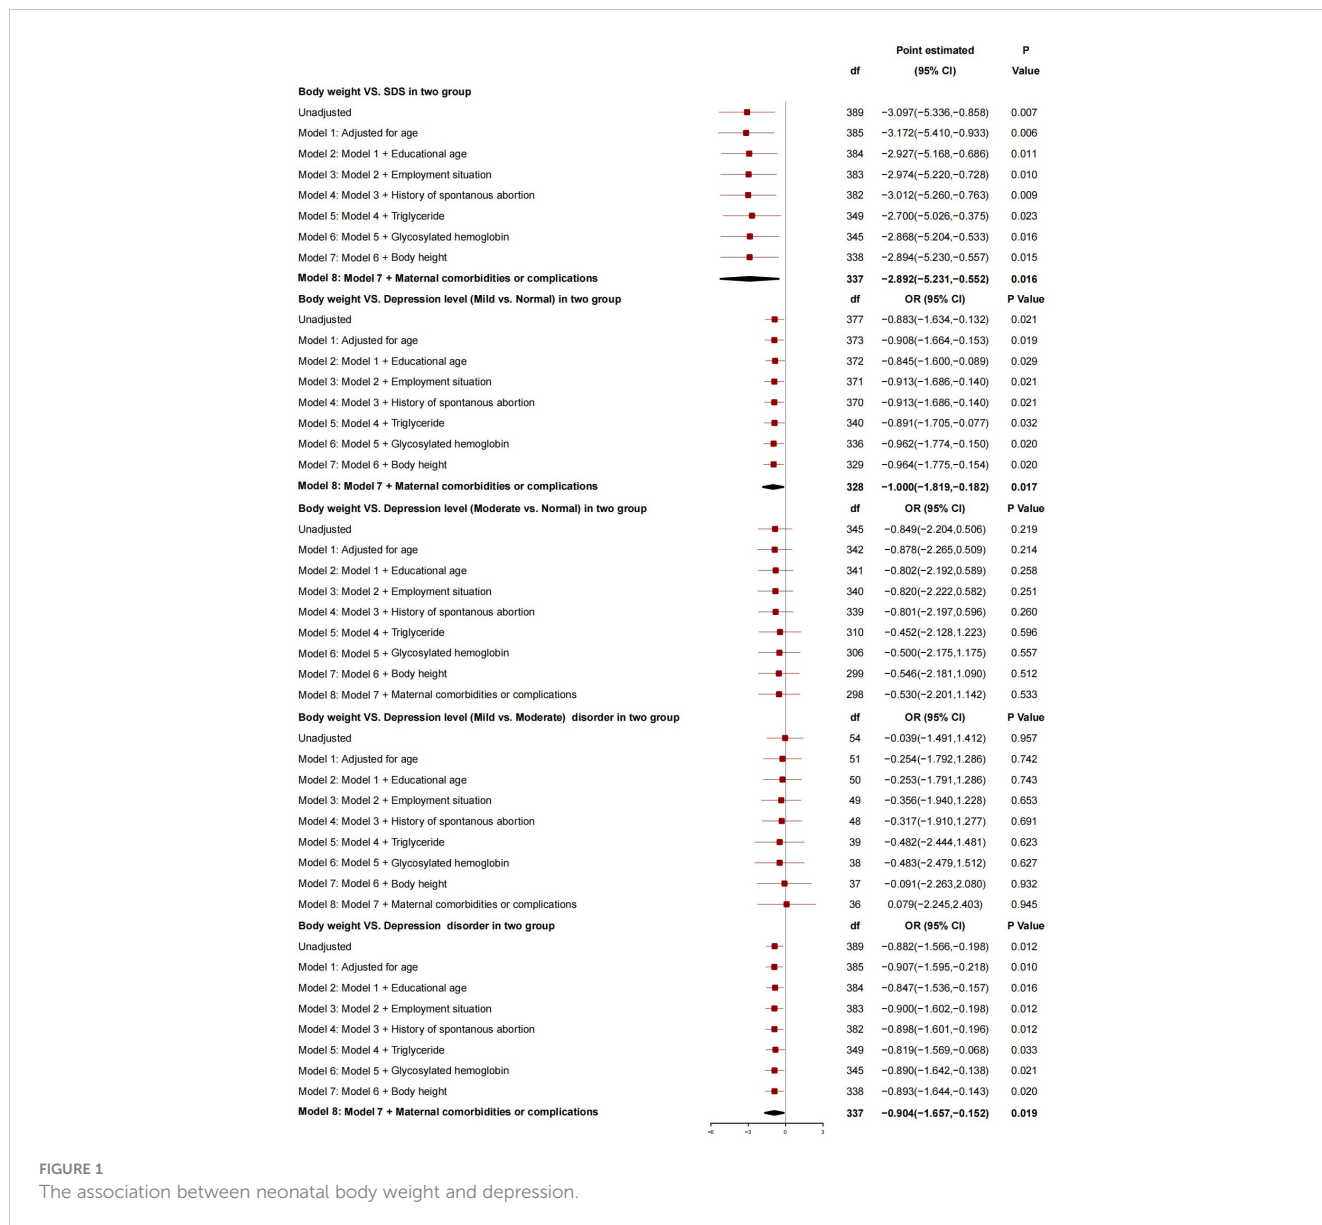 Point estimated P
df (95% CI) Value
Body weight VS. SDS in two group
Unadjusted 389 −3.097(−5.336,−0.858) 0.007
Model 1: Adjusted for age 385 −3.172(−5.410,−0.933) 0.006
Model 2: Model 1 + Educational age 384 −2.927(−5.168,−0.686) 0.011
Model 3: Model 2 + Employment situation 383 −2.974(−5.220,−0.728) 0.010
Model 4: Model 3 + History of spontanous abortion 382 −3.012(−5.260,−0.763) 0.009
Model 5: Model 4 + Triglyceride 349 −2.700(−5.026,−0.375) 0.023
Model 6: Model 5 + Glycosylated hemoglobin 345 −2.868(−5.204,−0.533) 0.016
Model 7: Model 6 + Body height 338 −2.894(−5.230,−0.557) 0.015
Model 8: Model 7 + Maternal comorbidities or complications 337 −2.892(−5.231,−0.552) 0.016
Body weight VS. Depression level (Mild vs. Normal) in two group df OR (95% CI) P Value
Unadjusted 377 −0.883(−1.634,−0.132) 0.021
Model 1: Adjusted for age 373 −0.908(−1.664,−0.153) 0.019
Model 2: Model 1 + Educational age 372 −0.845(−1.600,−0.089) 0.029
Model 3: Model 2 + Employment situation 371 −0.913(−1.686,−0.140) 0.021
Model 4: Model 3 + History of spontanous abortion 370 −0.913(−1.686,−0.140) 0.021
Model 5: Model 4 + Triglyceride 340 −0.891(−1.705,−0.077) 0.032
Model 6: Model 5 + Glycosylated hemoglobin 336 −0.962(−1.774,−0.150) 0.020
Model 7: Model 6 + Body height 329 −0.964(−1.775,−0.154) 0.020
Model 8: Model 7 + Maternal comorbidities or complications 328 −1.000(−1.819,−0.182) 0.017
Body weight VS. Depression level (Moderate vs. Normal) in two group df OR (95% CI) P Value
Unadjusted 345 −0.849(−2.204,0.506) 0.219
Model 1: Adjusted for age 342 −0.878(−2.265,0.509) 0.214
Model 2: Model 1 + Educational age 341 −0.802(−2.192,0.589) 0.258
Model 3: Model 2 + Employment situation 340 −0.820(−2.222,0.582) 0.251
Model 4: Model 3 + History of spontanous abortion 339 −0.801(−2.197,0.596) 0.260
Model 5: Model 4 + Triglyceride 310 −0.452(−2.128,1.223) 0.596
Model 6: Model 5 + Glycosylated hemoglobin 306 −0.500(−2.175,1.175) 0.557
Model 7: Model 6 + Body height 299 −0.546(−2.181,1.090) 0.512
Model 8: Model 7 + Maternal comorbidities or complications 298 −0.530(−2.201,1.142) 0.533
Body weight VS. Depression level (Mild vs. Moderate) disorder in two group df OR (95% CI) P Value
Unadjusted 54 −0.039(−1.491,1.412) 0.957
Model 1: Adjusted for age 51 −0.254(−1.792,1.286) 0.742
Model 2: Model 1 + Educational age 50 −0.253(−1.791,1.286) 0.743
Model 3: Model 2 + Employment situation 49 −0.356(−1.940,1.228) 0.653
Model 4: Model 3 + History of spontanous abortion 48 −0.317(−1.910,1.277) 0.691
Model 5: Model 4 + Triglyceride 39 −0.482(−2.444,1.481) 0.623
Model 6: Model 5 + Glycosylated hemoglobin 38 −0.483(−2.479,1.512) 0.627
Model 7: Model 6 + Body height 37 −0.091(−2.263,2.080) 0.932
Model 8: Model 7 + Maternal comorbidities or complications 36 0.079(−2.245,2.403) 0.945
Body weight VS. Depression disorder in two group df OR (95% CI) P Value
Unadjusted 389 −0.882(−1.566,−0.198) 0.012
Model 1: Adjusted for age 385 −0.907(−1.595,−0.218) 0.010
Model 2: Model 1 + Educational age 384 −0.847(−1.536,−0.157) 0.016
Model 3: Model 2 + Employment situation 383 −0.900(−1.602,−0.198) 0.012
Model 4: Model 3 + History of spontanous abortion 382 −0.898(−1.601,−0.196) 0.012
Model 5: Model 4 + Triglyceride 349 −0.819(−1.569,−0.068) 0.033
Model 6: Model 5 + Glycosylated hemoglobin 345 −0.890(−1.642,−0.138) 0.021
Model 7: Model 6 + Body height 338 −0.893(−1.644,−0.143) 0.020
Model 8: Model 7 + Maternal comorbidities or complications 337 −0.904(−1.657,−0.152) 0.019
−6 −3 0 3
FIGURE 1
The association between neonatal body weight and depression.